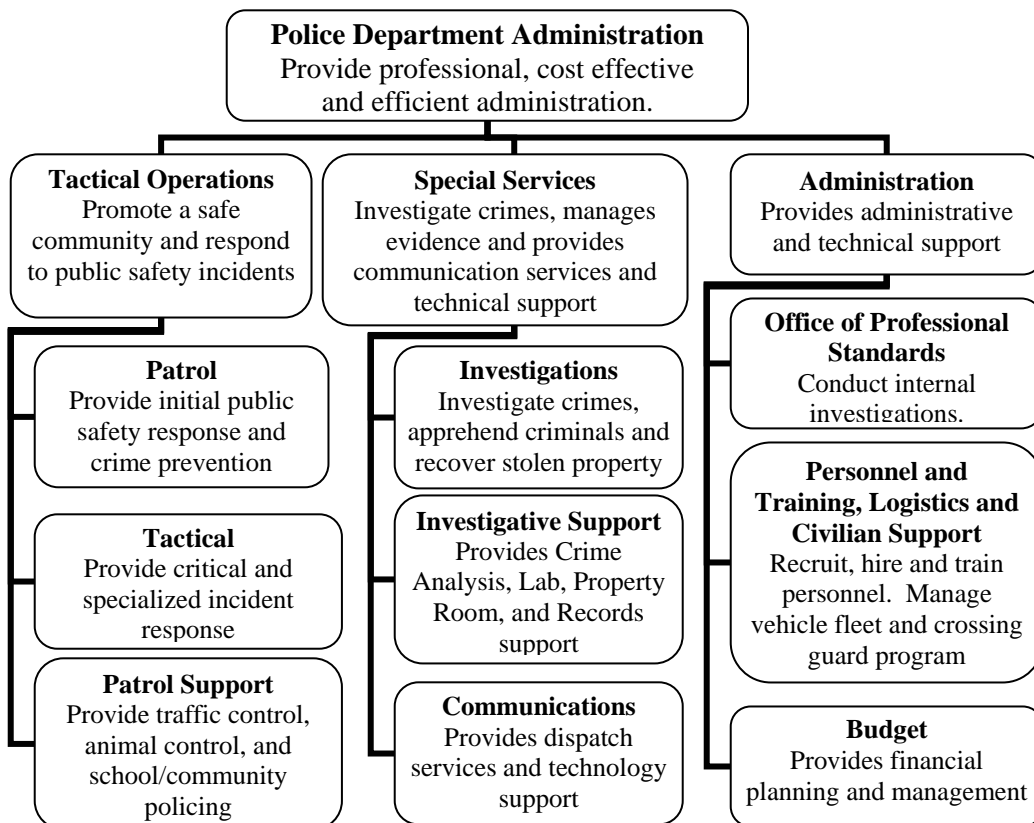 Police Department Administration
Provide professional, cost effective
and efficient administration.
Tactical Operations
Promote a safe
community and respond
to public safety incidents
Patrol
Provide initial public
safety response and
crime prevention
Tactical
Provide critical and
specialized incident
response
Patrol Support
Provide traffic control,
animal control, and
school/community
policing
Special Services
Investigate crimes, manages
evidence and provides
communication services and
technical support
Investigations
Investigate crimes,
apprehend criminals and
recover stolen property
Investigative Support
Provides Crime
Analysis, Lab, Property
Room, and Records
support
Communications
Provides dispatch
services and technology
support
Administration
Provides administrative
and technical support
Office of Professional
Standards
Conduct internal
investigations.
Personnel and
Training, Logistics and
Civilian Support
Recruit, hire and train
personnel.  Manage
vehicle fleet and crossing
guard program
Budget
Provides financial
planning and management